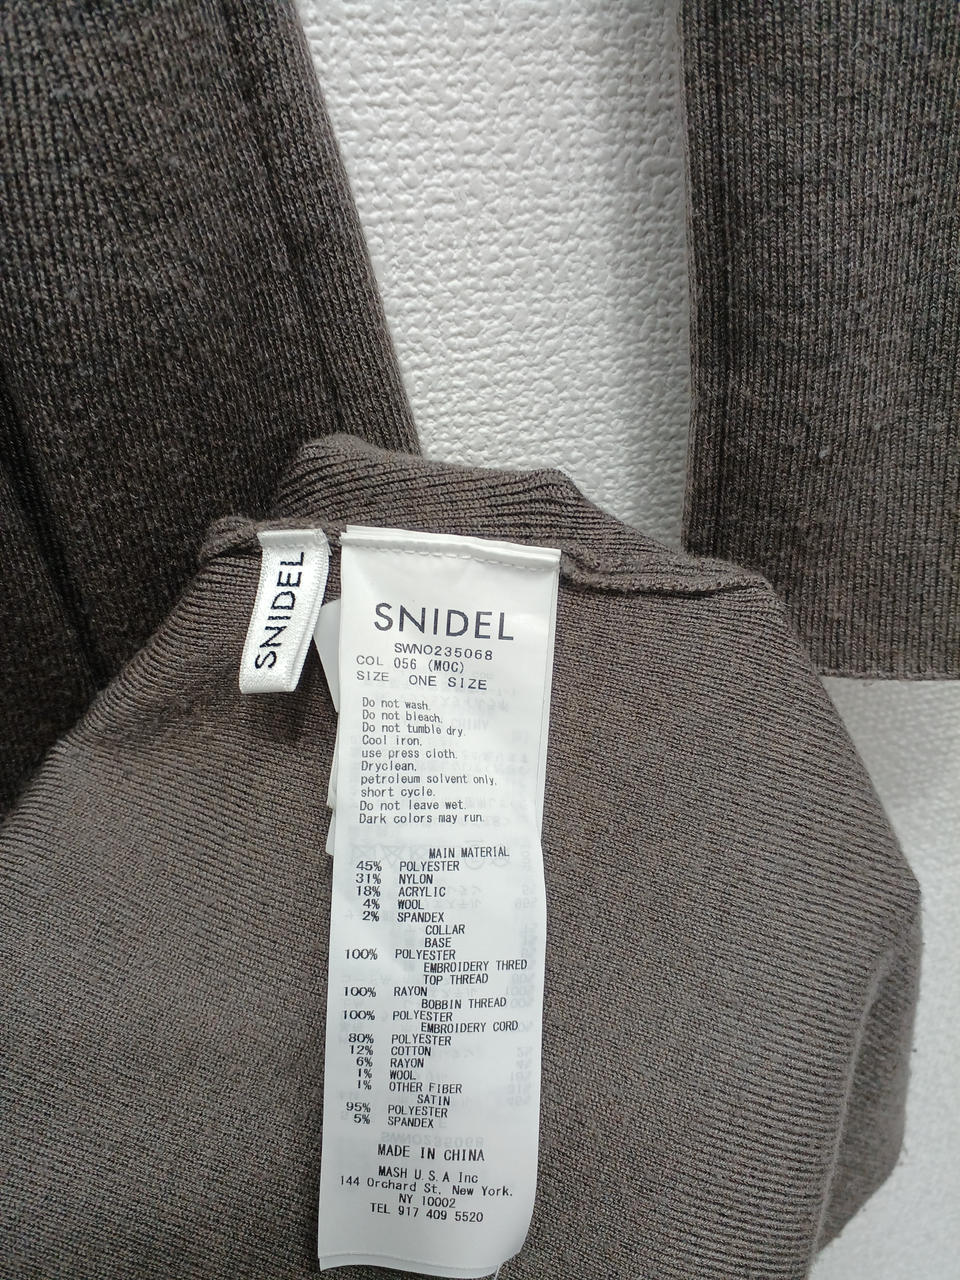 SNIDEL
SNIDEL
SWNO235068
COL 056 (MOC)
SIZE ONE SIZE
Do not wash.
Do not bleach.
Do not tumble dry.
Cool iron,
use press cloth.
Dryclean,
petroleum solvent only,
short cycle.
Do not leave wet.
Dark colors may run.
MAIN MATERIAL
45% POLYESTER
31% NYLON
18% ACRYLIC
4% WOOL
2% SPANDEX
COLLAR
BASE
100% POLYESTER
EMBROIDERY THRED
TOP THREAD
100% RAYON
BOBBIN THREAD
100% POLYESTER
EMBROIDERY CORD
80% POLYESTER
12% COTTON
6% RAYON
1% WOOL
1% OTHER FIBER
SATIN
95% POLYESTER
5% SPANDEX
MADE IN CHINA
MASH U.S.A Inc
144 Orchard St, New York.
NY 10002
TEL 917 409 5520